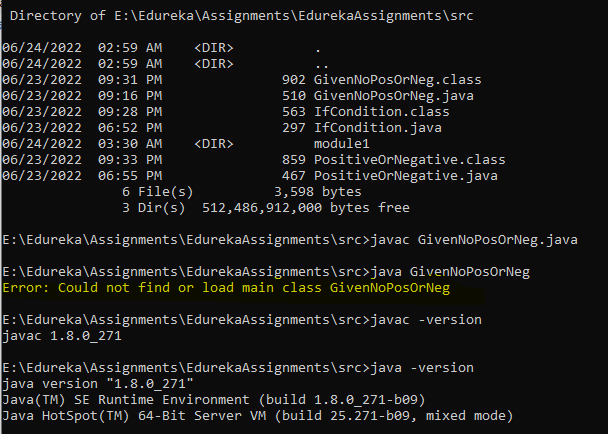 Directory of E:\Edureka\Assignments\EdurekaAssignments\src
06/24/2022  02:59 AM    <DIR>          .
06/24/2022  02:59 AM    <DIR>          ..
06/23/2022  09:31 PM               902 GivenNoPosOrNeg.class
06/23/2022  09:16 PM               510 GivenNoPosOrNeg.java
06/23/2022  09:28 PM               563 IfCondition.class
06/23/2022  06:52 PM               297 IfCondition.java
06/24/2022  03:30 AM    <DIR>          module1
06/23/2022  09:33 PM               859 PositiveOrNegative.class
06/23/2022  06:55 PM               467 PositiveOrNegative.java
6 File(s)          3,598 bytes
3 Dir(s)  512,486,912,000 bytes free
E:\Edureka\Assignments\EdurekaAssignments\src>javac GivenNoPosOrNeg.java
E:\Edureka\Assignments\EdurekaAssignments\src>java GivenNoPosOrNeg
Error: Could not find or load main class GivenNoPosOrNeg
E:\Edureka\Assignments\EdurekaAssignments\src>javac -version
javac 1.8.0_271
E:\Edureka\Assignments\EdurekaAssignments\src>java -version
java version "1.8.0_271"
Java(TM) SE Runtime Environment (build 1.8.0_271-b09)
Java HotSpot(TM) 64-Bit Server VM (build 25.271-b09, mixed mode)